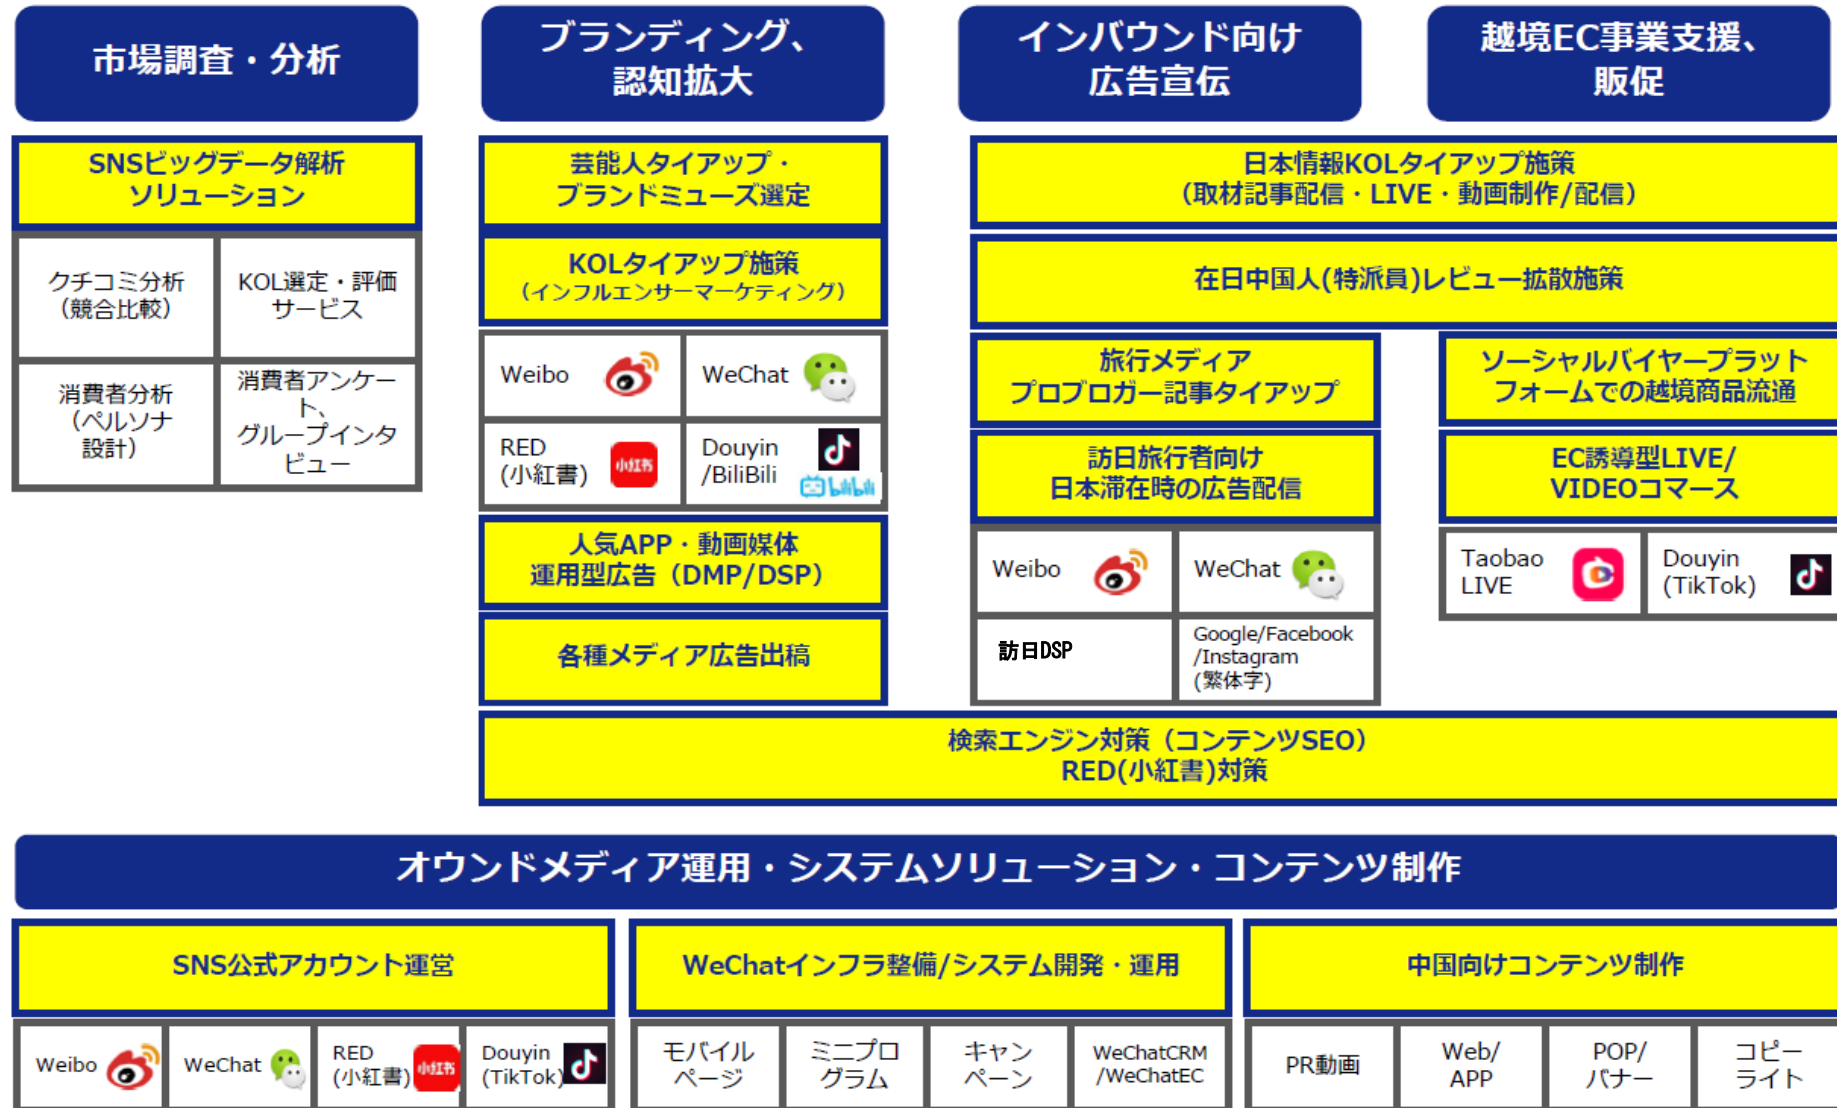 市場調査・分析
ブランディング、
認知拡大
インバウンド向け
広告宣伝
越境EC事業支援、
販促
SNSビッグデータ解析
ソリューション
クチコミ分析
（競合比較）
KOL選定・評価
サービス
消費者分析
（ペルソナ
設計）
消費者アンケー
ト、
グループインタ
ビュー
芸能人タイアップ・
ブランドミューズ選定
KOLタイアップ施策
（インフルエンサーマーケティング）
Weibo
WeChat
RED
(小紅書)
小红书
Douyin
/BiliBili
bilibili
人気APP・動画媒体
運用型広告（DMP/DSP）
各種メディア広告出稿
日本情報KOLタイアップ施策
（取材記事配信・LIVE・動画制作/配信）
在日中国人(特派員)レビュー拡散施策
旅行メディア
プロブロガー記事タイアップ
訪日旅行者向け
日本滞在時の広告配信
Weibo
WeChat
訪日DSP
Google/Facebook
/Instagram
(繁体字)
ソーシャルバイヤープラット
フォームでの越境商品流通
EC誘導型LIVE/
VIDEOコマース
Taobao
LIVE
Douyin
(TikTok)
検索エンジン対策（コンテンツSEO）
RED(小紅書)対策
オウンドメディア運用・システムソリューション・コンテンツ制作
SNS公式アカウント運営
Weibo
WeChat
RED
(小紅書)
小红书
Douyin
(TikTok)
WeChatインフラ整備/システム開発・運用
モバイル
ページ
ミニプロ
グラム
キャン
ペーン
WeChatCRM
/WeChatEC
中国向けコンテンツ制作
PR動画
Web/
APP
POP/
バナー
コピー
ライト